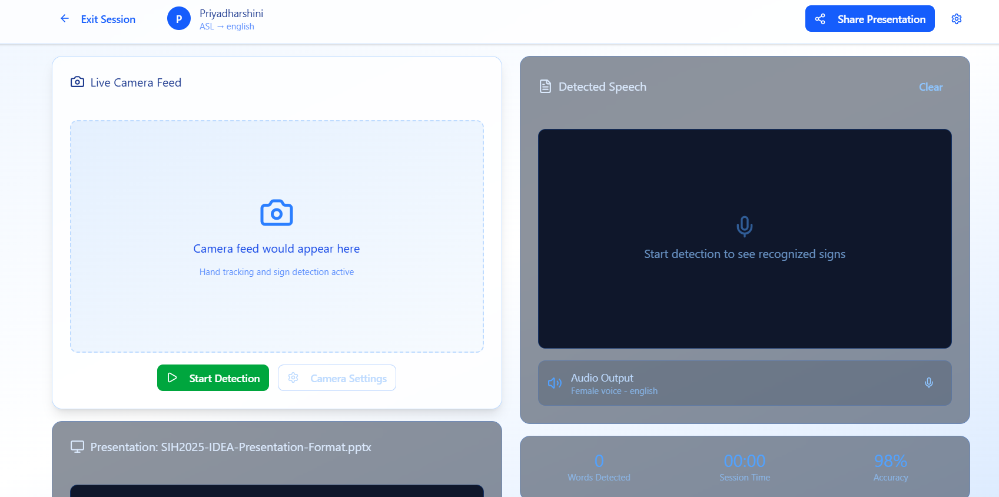 Exit Session
P
Priyadharshini
ASL → english
Share Presentation
Live Camera Feed
Camera feed would appear here
Hand tracking and sign detection active
Start Detection
Camera Settings
Detected Speech
Clear
Start detection to see recognized signs
Audio Output
Female voice - english
Presentation: SIH2025-IDEA-Presentation-Format.pptx
0
Words Detected
00:00
Session Time
98%
Accuracy